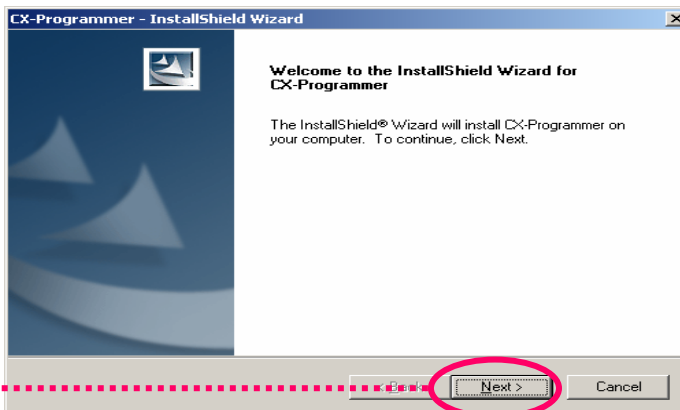 CX-Programmer - InstallShield Wizard
Welcome to the InstallShield Wizard for
CX-Programmer
The InstallShield® Wizard will install CX-Programmer on
your computer. To continue, click Next.
< Back
Next >
Cancel